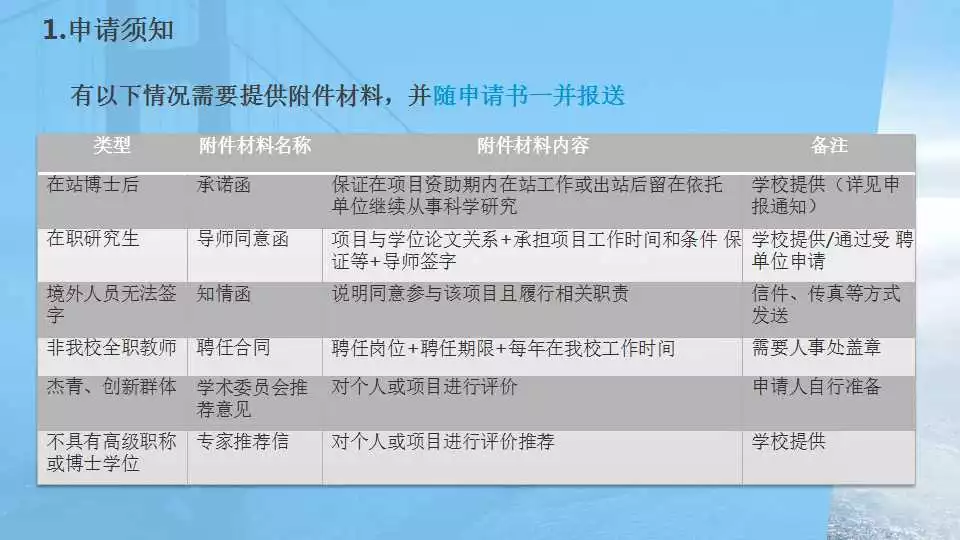 1.申请须知
有以下情况需要提供附件材料，并随申请书一并报送
类型 附件材料名称 附件材料内容 备注
在站博士后 承诺函 保证在项目资助期内在站工作或出站后留在依托 学校提供（详见申
单位继续从事科学研究 报通知）
在职研究生 导师同意函 项目与学位论文关系+承担项目工作时间和条件 保 学校提供/通过受 聘
证等+导师签字 单位申请
境外人员无法签 知情函 说明同意参与该项目且履行相关职责 信件、传真等方式
字 发送
非我校全职教师 聘任合同 聘任岗位+聘任期限+每年在我校工作时间 需要人事处盖章
杰青、创新群体 学术委员会推 对个人或项目进行评价 申请人自行准备
荐意见
不具有高级职称 专家推荐信 对个人或项目进行评价推荐 学校提供
或博士学位